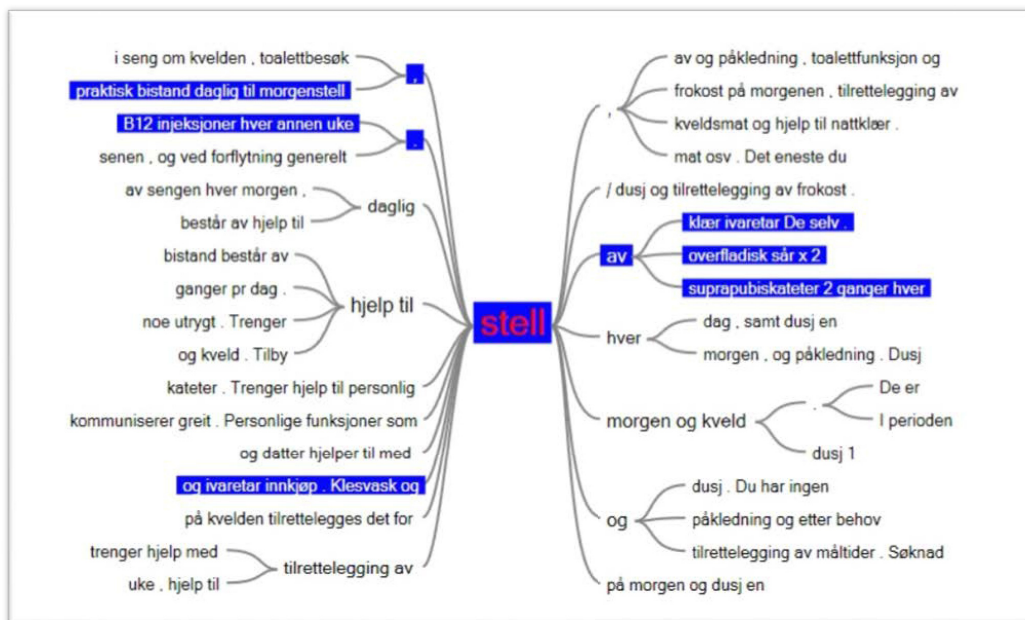 i seng om kvelden , toalettbesøk
praktisk bistand daglig til morgenstell
,
B12 injeksjoner hver annen uke
senen , og ved forflytning generelt
.
av sengen hver morgen ,
består av hjelp til
daglig
bistand består av
ganger pr dag .
noe utrygt . Trenger
og kveld . Tilby
hjelp til
kateter . Trenger hjelp til personlig
kommuniserer greit . Personlige funksjoner som
og datter hjelper til med
og ivaretar innkjøp . Klesvask og
på kvelden tilrettelegges det for
trenger hjelp med
uke , hjelp til
tilrettelegging av
stell
,
av og påkledning , toalettfunksjon og
frokost på morgenen , tilrettelegging av
kveldsmat og hjelp til nattklær .
mat osv . Det eneste du
/ dusj og tilrettelegging av frokost .
av
klær ivaretar De selv .
overfladisk sår x 2
suprapubiskateter 2 ganger hver
hver
dag , samt dusj en
morgen , og påkledning . Dusj
morgen og kveld
.
De er
I perioden
dusj 1
og
dusj . Du har ingen
påkledning og etter behov
tilrettelegging av måltider . Søknad
på morgen og dusj en